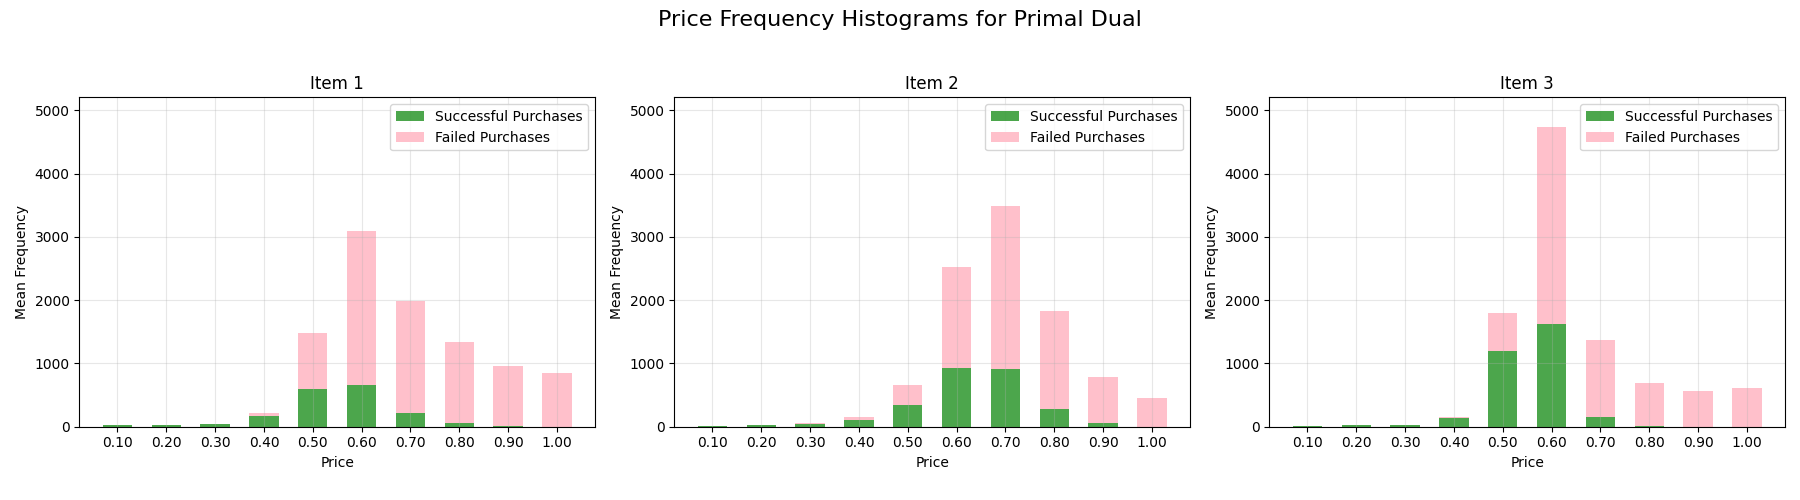 Price Frequency Histograms for Primal Dual
Item 1
Successful Purchases
Failed Purchases
5000
4000
3000
2000
1000
0
Mean Frequency
0.10 0.20 0.30 0.40 0.50 0.60 0.70 0.80 0.90 1.00
Price
Item 2
Successful Purchases
Failed Purchases
5000
4000
3000
2000
1000
0
Mean Frequency
0.10 0.20 0.30 0.40 0.50 0.60 0.70 0.80 0.90 1.00
Price
Item 3
Successful Purchases
Failed Purchases
5000
4000
3000
2000
1000
0
Mean Frequency
0.10 0.20 0.30 0.40 0.50 0.60 0.70 0.80 0.90 1.00
Price